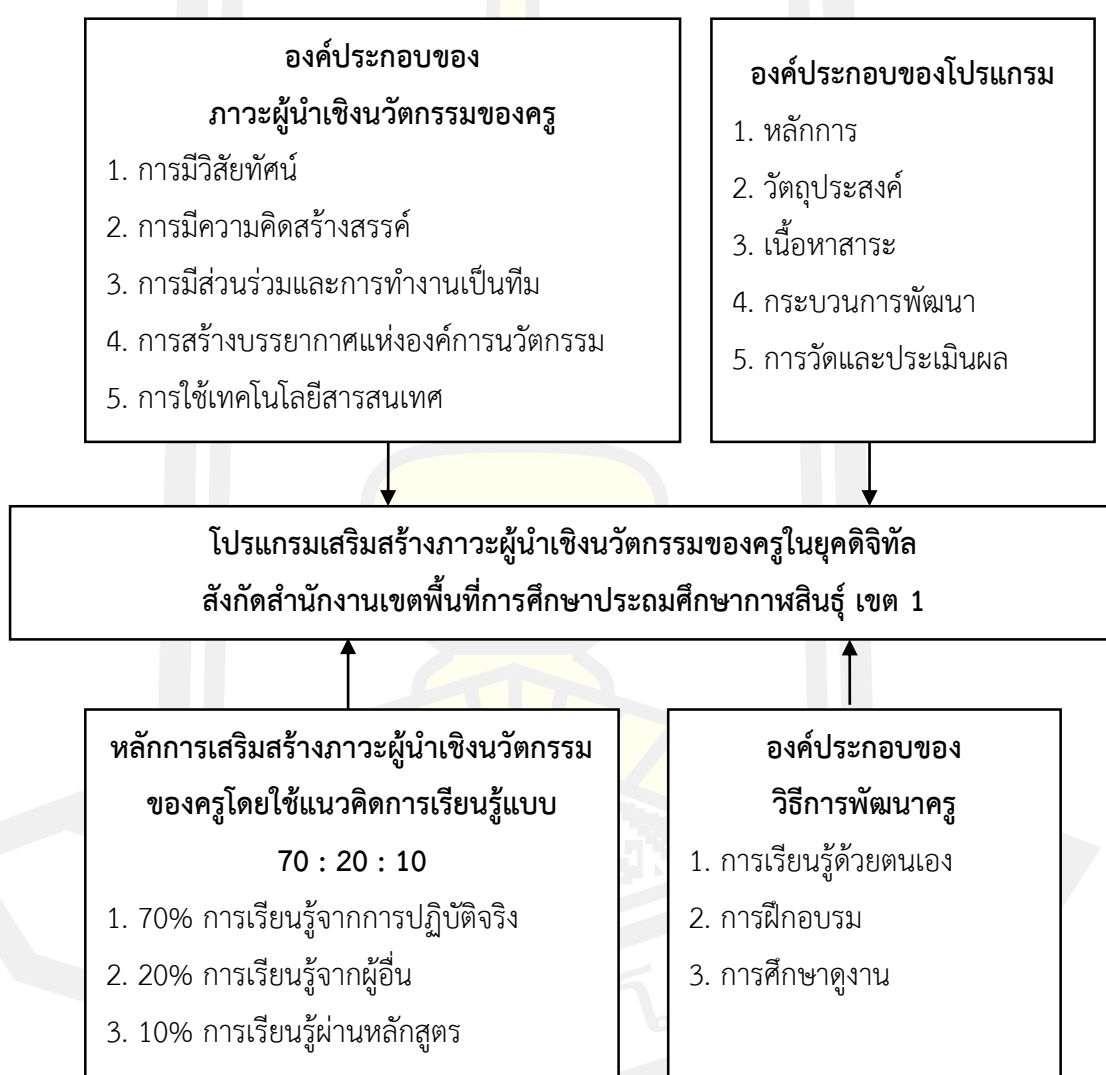 องค์ประกอบของ
ภาวะผู้นำเชิงนวัตกรรมของครู
1. การมีวิสัยทัศน์
2. การมีความคิดสร้างสรรค์
3. การมีส่วนร่วมและการทำงานเป็นทีม
4. การสร้างบรรยากาศแห่งองค์การนวัตกรรม
5. การใช้เทคโนโลยีสารสนเทศ
องค์ประกอบของโปรแกรม
1. หลักการ
2. วัตถุประสงค์
3. เนื้อหาสาระ
4. กระบวนการพัฒนา
5. การวัดและประเมินผล
โปรแกรมเสริมสร้างภาวะผู้นำเชิงนวัตกรรมของครูในยุคดิจิทัล
สังกัดสำนักงานเขตพื้นที่การศึกษาประถมศึกษากาฬสินธุ์ เขต 1
หลักการเสริมสร้างภาวะผู้นำเชิงนวัตกรรม
ของครูโดยใช้แนวคิดการเรียนรู้แบบ
70 : 20 : 10
1. 70% การเรียนรู้จากการปฏิบัติจริง
2. 20% การเรียนรู้จากผู้อื่น
3. 10% การเรียนรู้ผ่านหลักสูตร
องค์ประกอบของ
วิธีการพัฒนาครู
1. การเรียนรู้ด้วยตนเอง
2. การฝึกอบรม
3. การศึกษาดูงาน